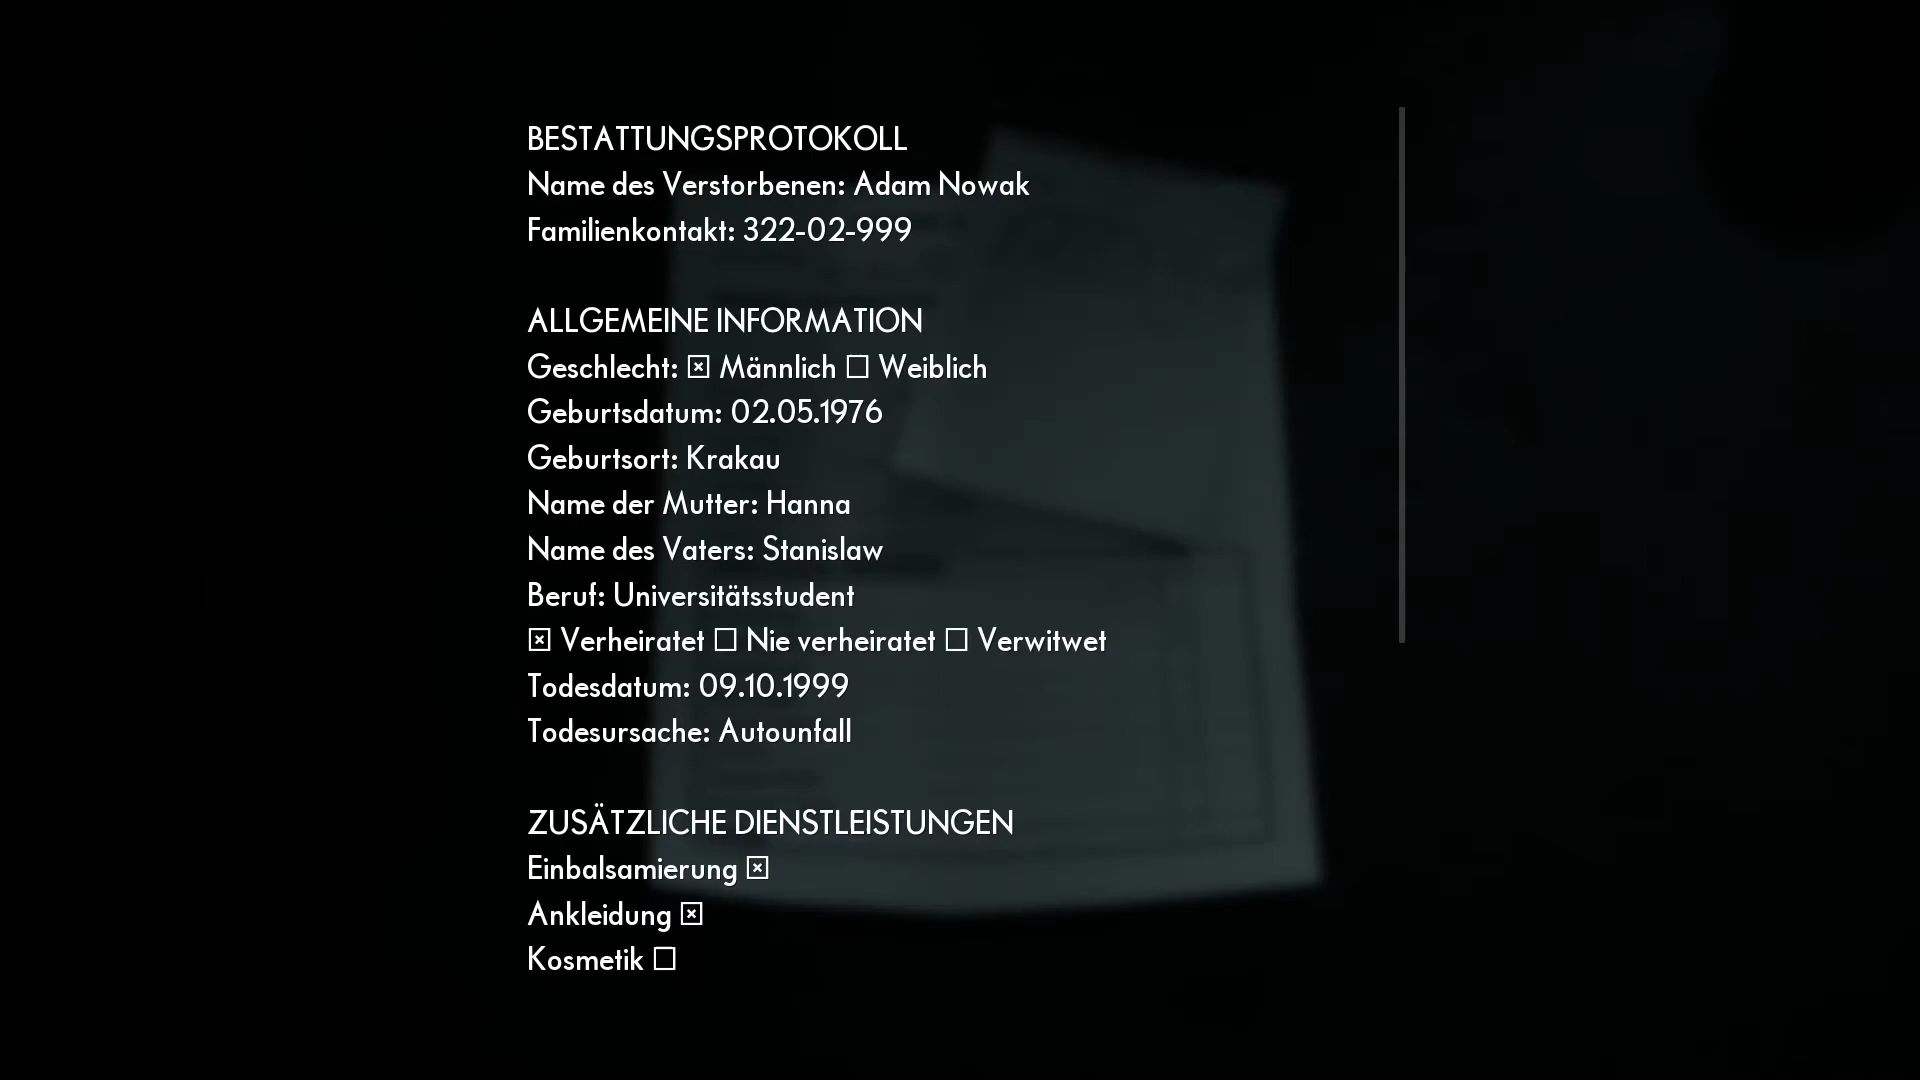 BESTATTUNGSPROTOKOLL
Name des Verstorbenen: Adam Nowak
Familienkontakt: 322-02-999
ALLGEMEINE INFORMATION
Geschlecht: ☒ Männlich ☐ Weiblich
Geburtsdatum: 02.05.1976
Geburtsort: Krakau
Name der Mutter: Hanna
Name des Vaters: Stanislaw
Beruf: Universitätsstudent
☒ Verheiratet ☐ Nie verheiratet ☐ Verwitwet
Todesdatum: 09.10.1999
Todesursache: Autounfall
ZUSÄTZLICHE DIENSTLEISTUNGEN
Einbalsamierung ☒
Ankleidung ☒
Kosmetik ☐